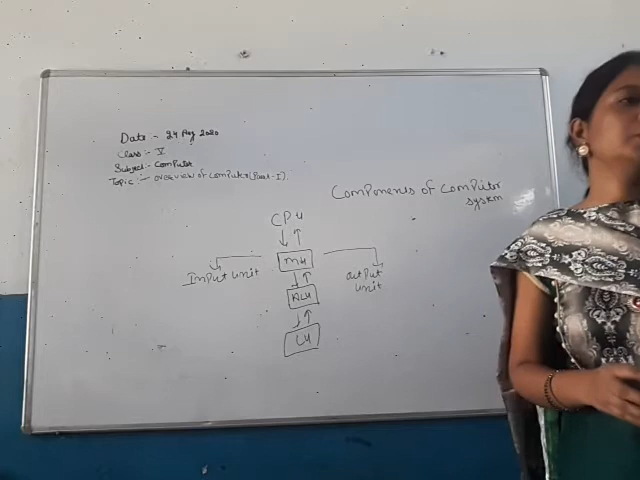 Date :- 24 Aug 2020
Class :- V
Subject :- Computer
Topic :- overview of computer (Part-I)
Components of Computer
system
CPU
MU
Input unit
output
unit
ALU
CU